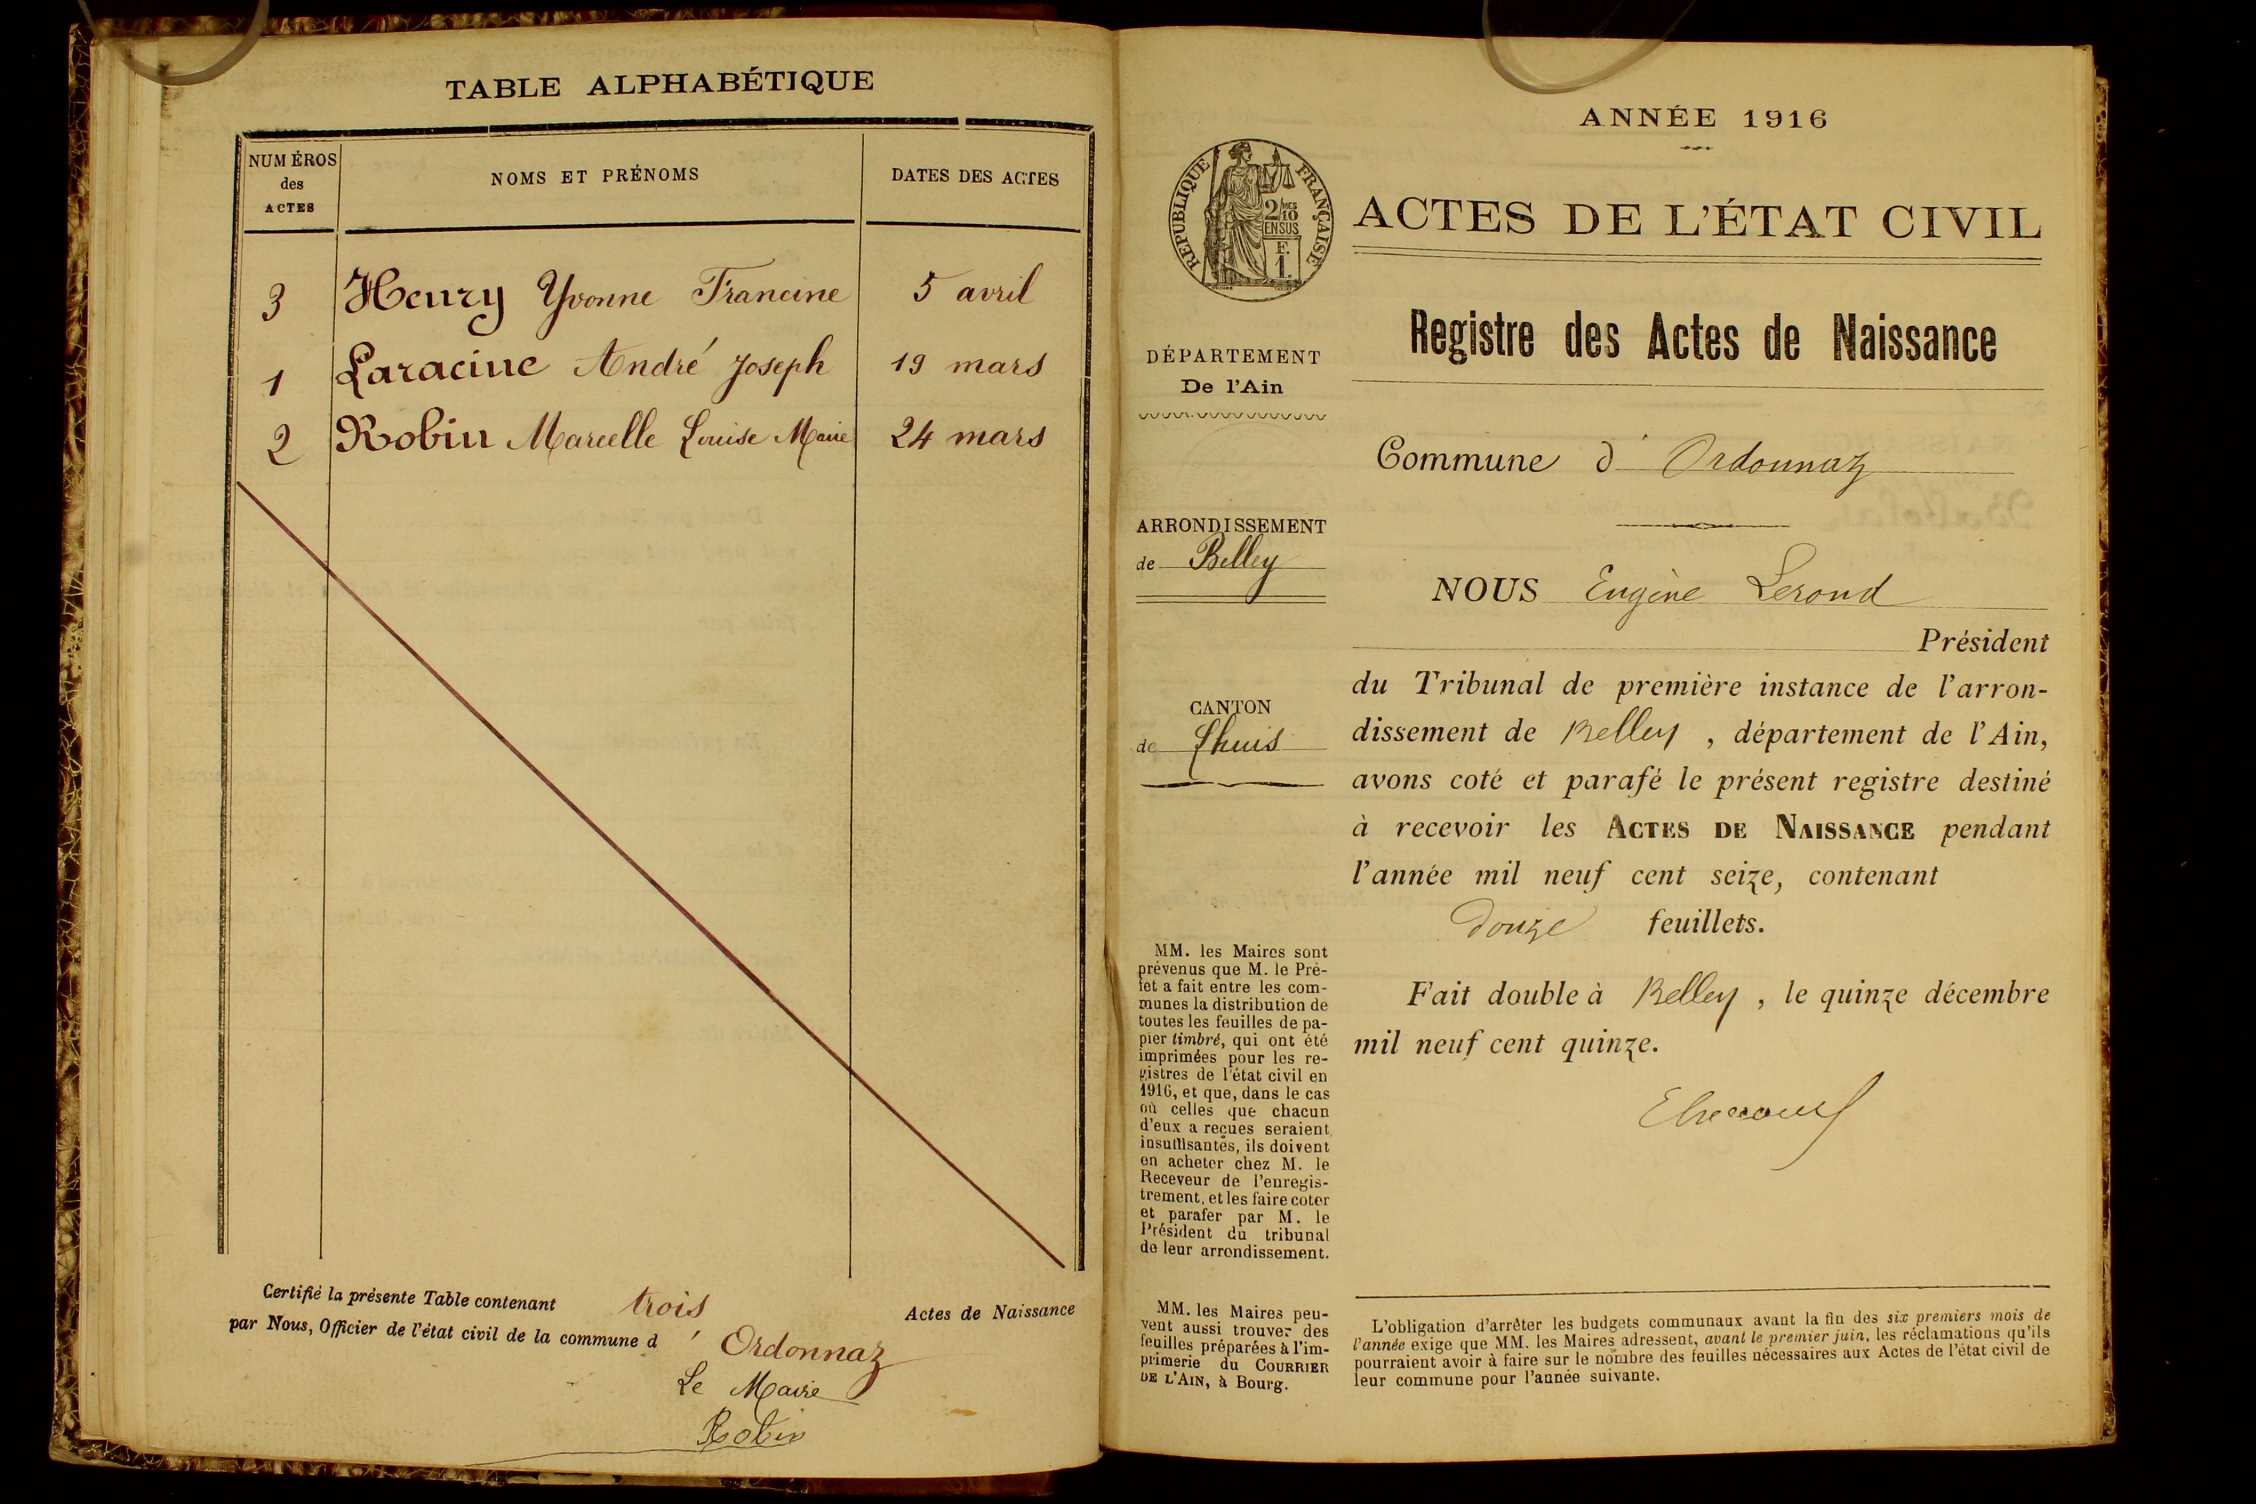 TABLE ALPHABÉTIQUE
NUMÉROS
des
ACTES
NOMS ET PRÉNOMS
DATES DES ACTES
3 Henry Yvonne Francine 5 avril
1 Laracine André Joseph 19 mars
2 Robin Marcelle Louise Marie 24 mars
Certifié la présente Table contenant trois Actes de Naissance
par Nous, Officier de l'état civil de la commune d' Ordonnaz
Le Maire
Robin
ANNÉE 1916
RÉPUBLIQUE FRANÇAISE
2/10 MES
EN SUS
F.
1.
ACTES DE L'ÉTAT CIVIL
Registre des Actes de Naissance
DÉPARTEMENT
De l'Ain
Commune d' Ordonnaz
ARRONDISSEMENT
de Belley
NOUS Eugène Lerond
Président
du Tribunal de première instance de l'arron-
dissement de Belley , département de l'Ain,
avons coté et parafé le présent registre destiné
à recevoir les ACTES DE NAISSANCE pendant
l'année mil neuf cent seize, contenant
douze feuillets.
Fait double à Belley , le quinze décembre
mil neuf cent quinze.
CANTON
de Lhuis
MM. les Maires sont
prévenus que M. le Pré-
fet a fait entre les com-
munes la distribution de
toutes les feuilles de pa-
pier timbré, qui ont été
imprimées pour les re-
gistres de l'état civil en
1916, et que, dans le cas
où celles que chacun
d'eux a reçues seraient
insuffisantes, ils doivent
en acheter chez M. le
Receveur de l'enregis-
trement, et les faire coter
et parafer par M. le
Président du tribunal
de leur arrondissement.
MM. les Maires peu-
vent aussi trouver des
feuilles préparées à l'im-
primerie du COURRIER
DE L'AIN, à Bourg.
L'obligation d'arrêter les budgets communaux avant la fin des six premiers mois de
l'année exige que MM. les Maires adressent, avant le premier juin, les réclamations qu'ils
pourraient avoir à faire sur le nombre des feuilles nécessaires aux Actes de l'état civil de
leur commune pour l'année suivante.